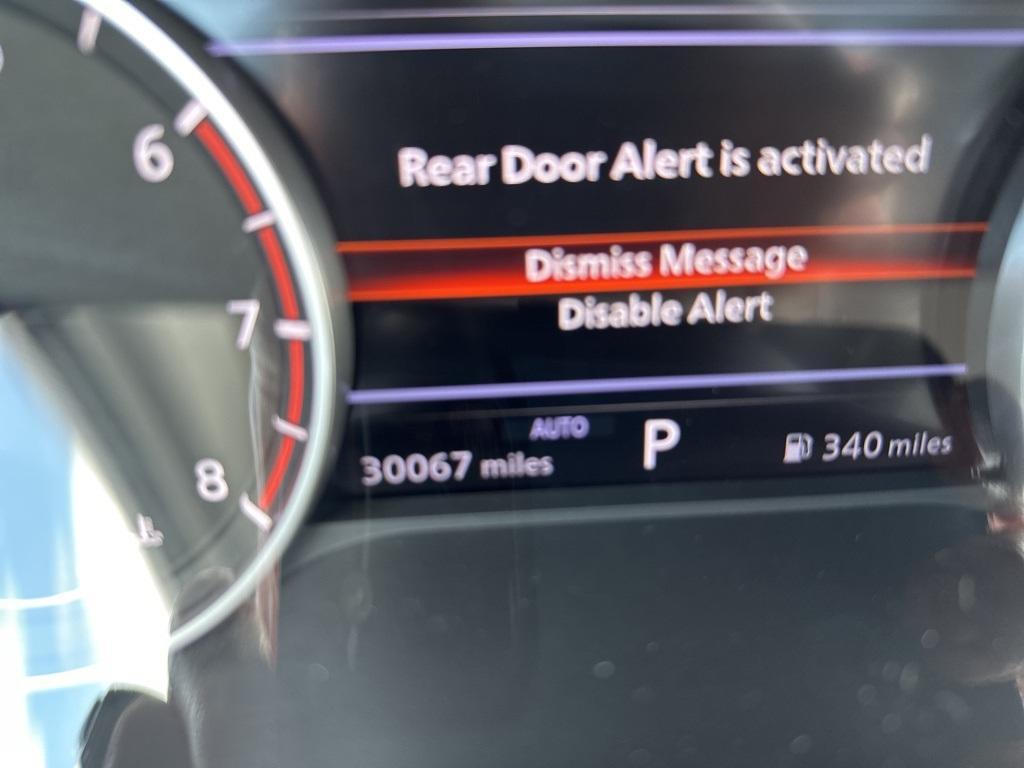 6
7
8
Rear Door Alert is activated
Dismiss Message
Disable Alert
AUTO
30067 miles
P
340 miles